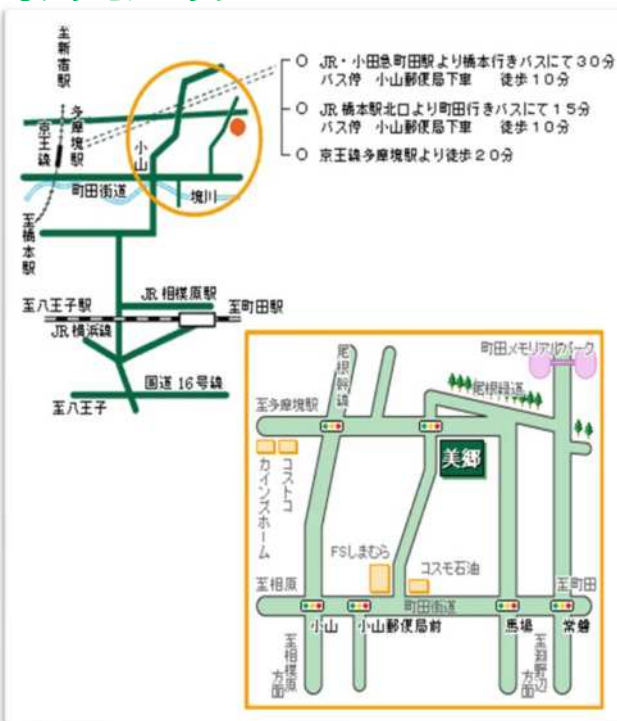 至新宿駅
多摩境駅
京王線
小山
町田街道
境川
至橋本駅
○ JR・小田急町田駅より橋本行きバスにて30分
バス停 小山郵便局下車 徒歩10分
○ JR橋本駅北口より町田行きバスにて15分
バス停 小山郵便局下車 徒歩10分
○ 京王線多摩境駅より徒歩20分
JR相模原駅
至八王子駅
至町田駅
JR横浜線
国道16号線
至八王子
尾根幹線
町田メモリアルパーク
尾根緑道
至多摩境駅
美郷
カインズホーム
コストコ
FSしまむら
コスモ石油
至相原
町田街道
至町田
小山
小山郵便局前
馬場
常盤
至相模原方面
至淵野辺方面